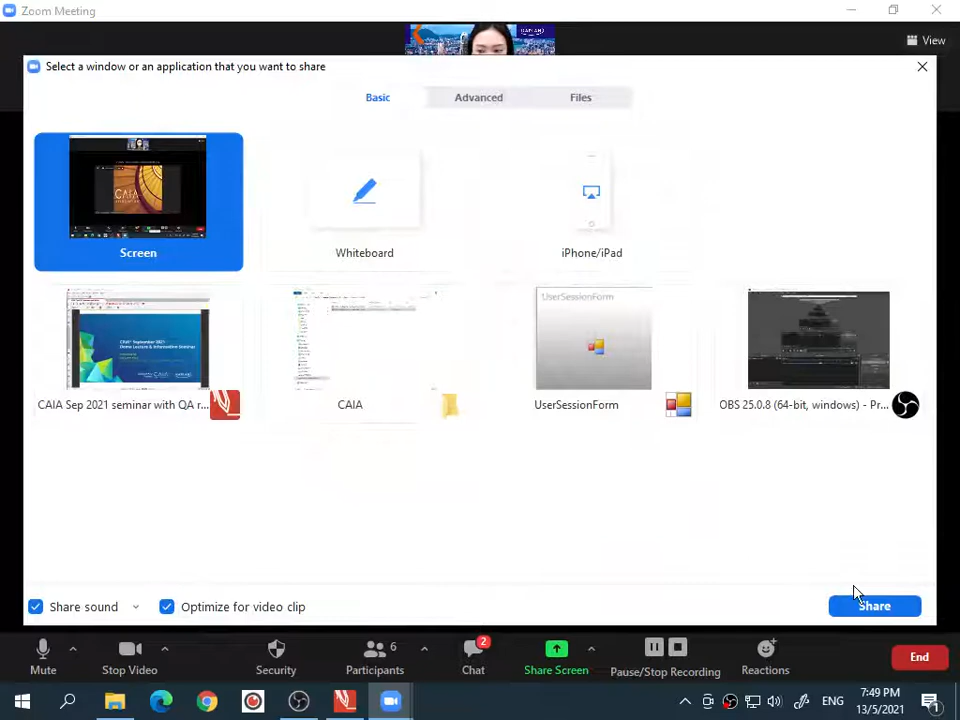 Zoom Meeting
View
Select a window or an application that you want to share
Basic
Advanced
Files
CAIA
Screen
Whiteboard
iPhone/iPad
UserSessionForm
CAIA Sep 2021 seminar with QA r...
CAIA
UserSessionForm
OBS 25.0.8 (64-bit, windows) - Pr...
Share sound
Optimize for video clip
Share
6
2
Mute
Stop Video
Security
Participants
Chat
Share Screen
Pause/Stop Recording
Reactions
End
ENG
7:49 PM
13/5/2021
1